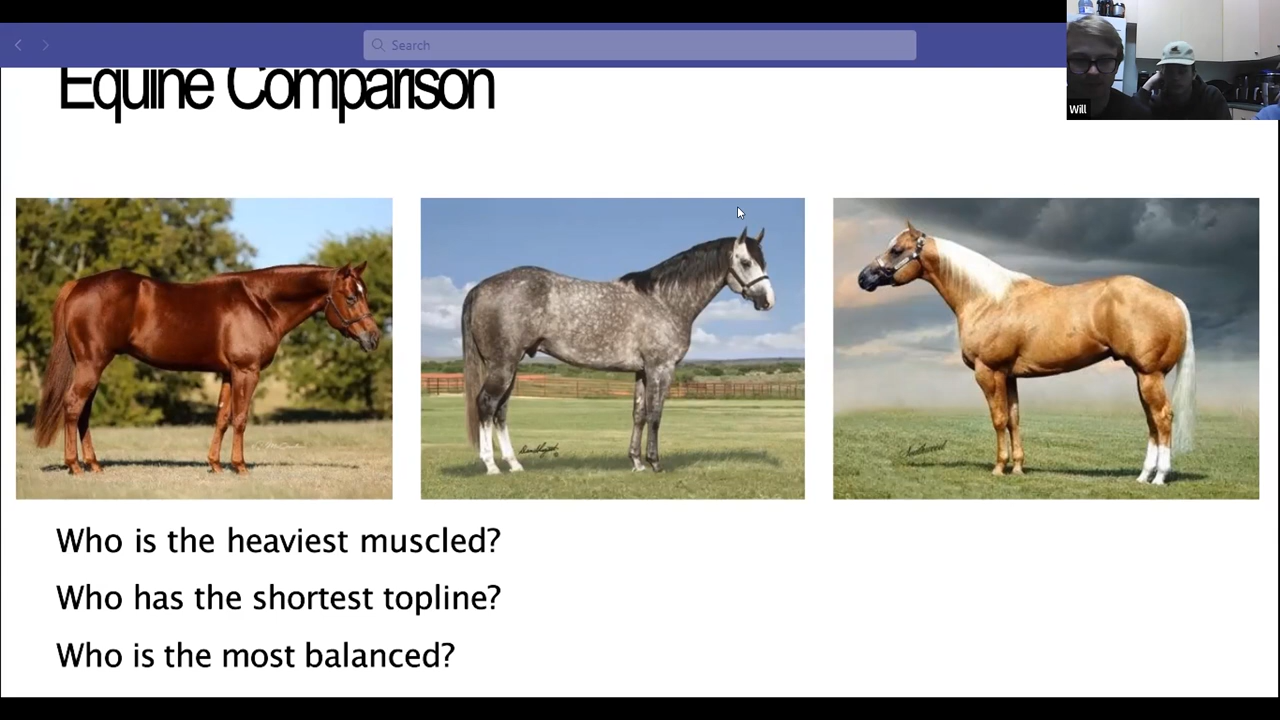 Search
Will
Equine Comparison
Who is the heaviest muscled?
Who has the shortest topline?
Who is the most balanced?